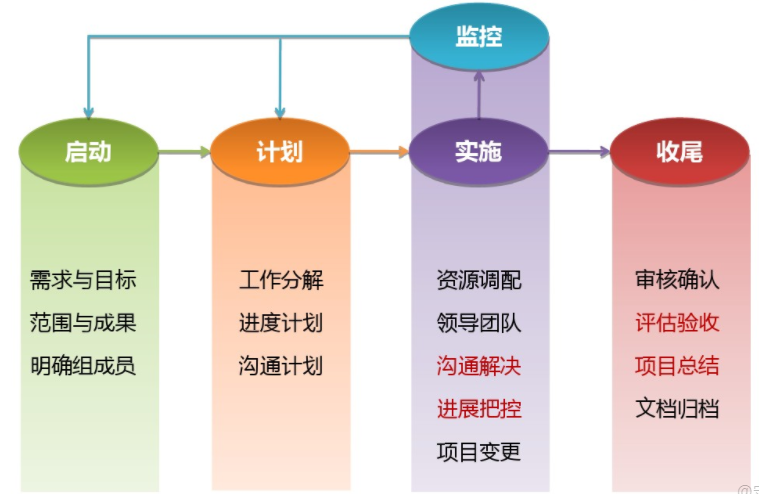 监控
启动
计划
实施
收尾
需求与目标
范围与成果
明确组成员
工作分解
进度计划
沟通计划
资源调配
领导团队
沟通解决
进展把控
项目变更
审核确认
评估验收
项目总结
文档归档